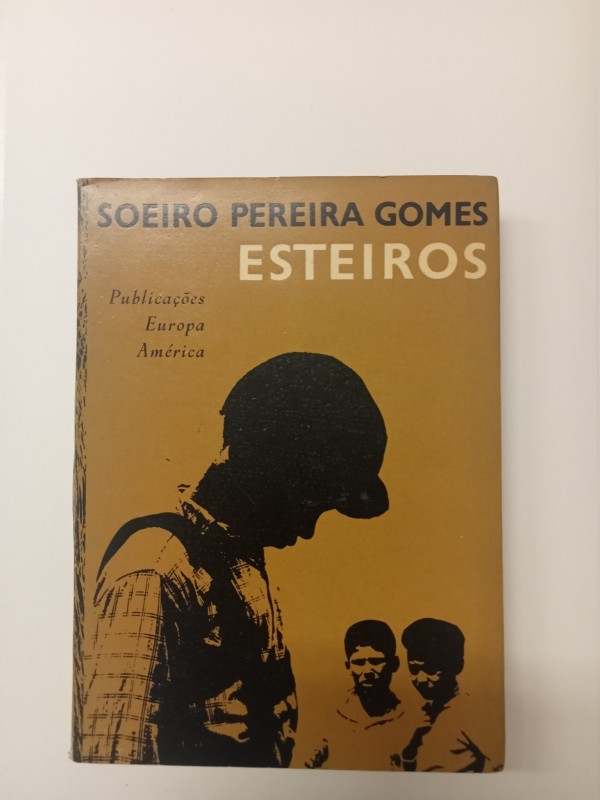 SOEIRO PEREIRA GOMES
ESTEIROS
Publicações
Europa
América